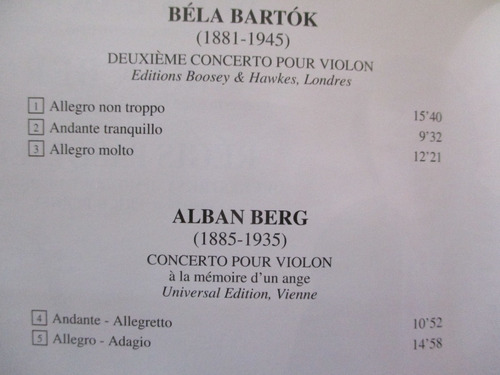 BÉLA BARTÓK
(1881-1945)
DEUXIÈME CONCERTO POUR VIOLON
Editions Boosey & Hawkes, Londres
1 Allegro non troppo 15'40
2 Andante tranquillo 9'32
3 Allegro molto 12'21
ALBAN BERG
(1885-1935)
CONCERTO POUR VIOLON
à la mémoire d'un ange
Universal Edition, Vienne
4 Andante - Allegretto 10'52
5 Allegro - Adagio 14'58